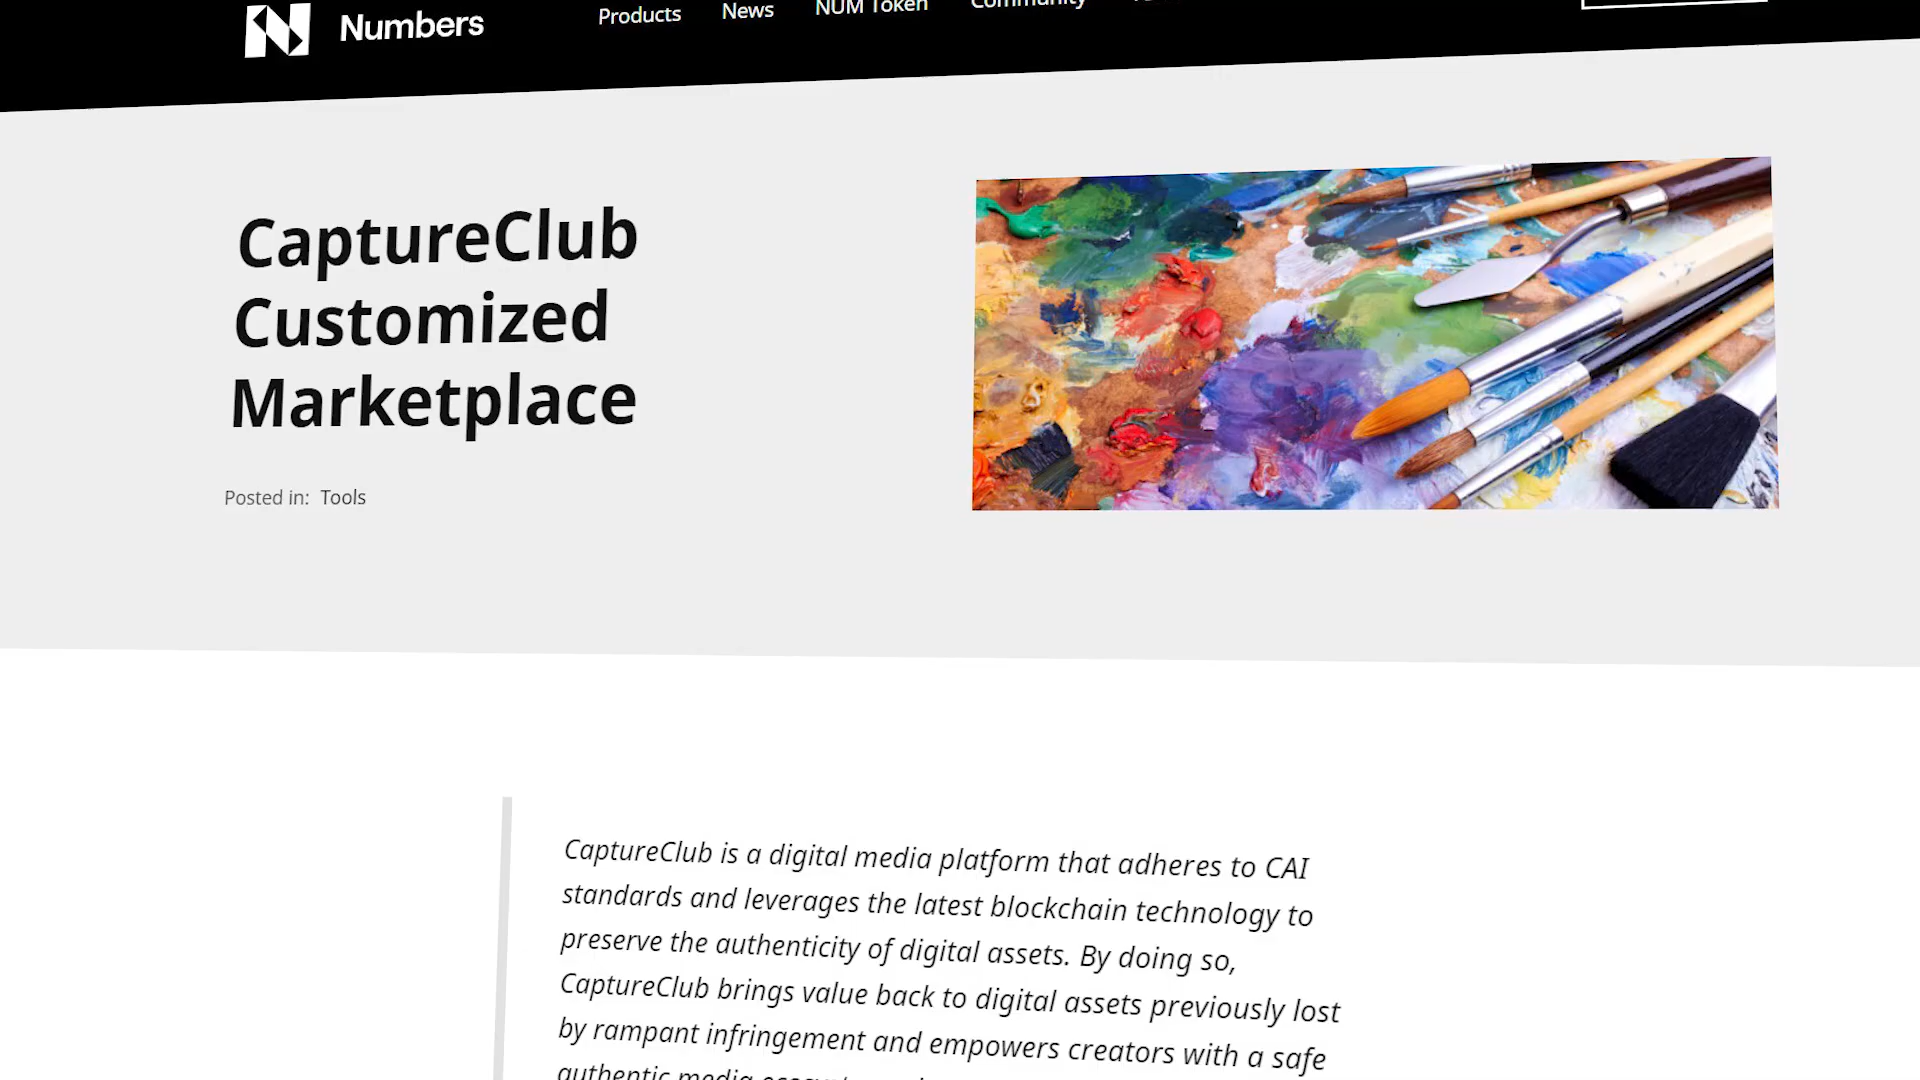 Numbers
Products
News
NUM Token
Community
CaptureClub
Customized
Marketplace
Posted in: Tools
CaptureClub is a digital media platform that adheres to CAI
standards and leverages the latest blockchain technology to
preserve the authenticity of digital assets. By doing so,
CaptureClub brings value back to digital assets previously lost
by rampant infringement and empowers creators with a safe
authentic media